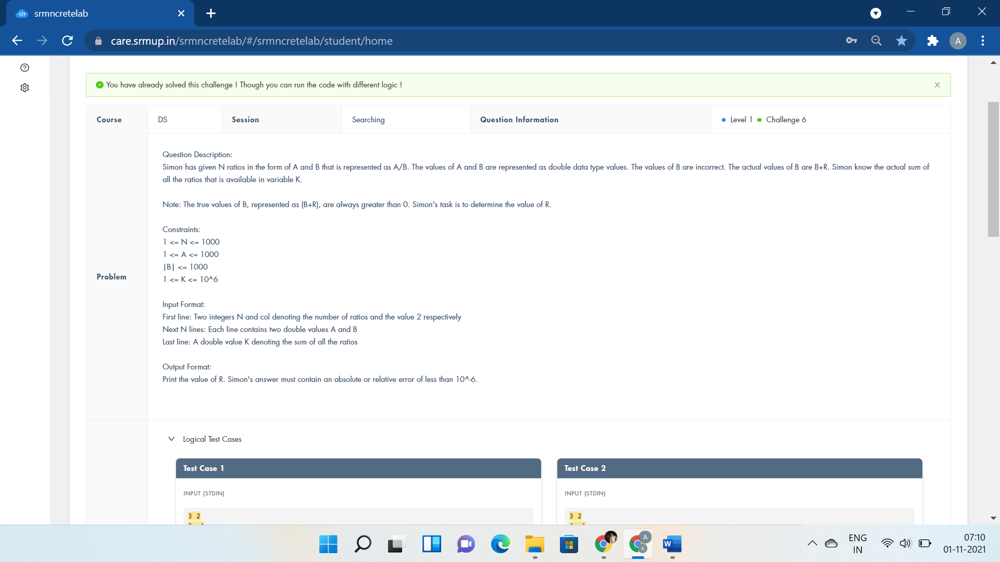 srmncretelab
care.srmup.in/srmncretelab/#/srmncretelab/student/home
A
You have already solved this challenge ! Though you can run the code with different logic !
Course
DS
Session
Searching
Question Information
Level 1
Challenge 6
Problem
Question Description:
Simon has given N ratios in the form of A and B that is represented as A/B. The values of A and B are represented as double data type values. The values of B are incorrect. The actual values of B are B+R. Simon know the actual sum of
all the ratios that is available in variable K.
Note: The true values of B, represented as (B+R), are always greater than 0. Simon's task is to determine the value of R.
Constraints:
1 <= N <= 1000
1 <= A <= 1000
|B| <= 1000
1 <= K <= 10^6
Input Format:
First line: Two integers N and col denoting the number of ratios and the value 2 respectively
Next N lines: Each line contains two double values A and B
Last line: A double value K denoting the sum of all the ratios
Output Format:
Print the value of R. Simon's answer must contain an absolute or relative error of less than 10^-6.
Logical Test Cases
Test Case 1
INPUT (STDIN)
3 2
Test Case 2
INPUT (STDIN)
3 2
A
A
W
ENG
IN
07:10
01-11-2021